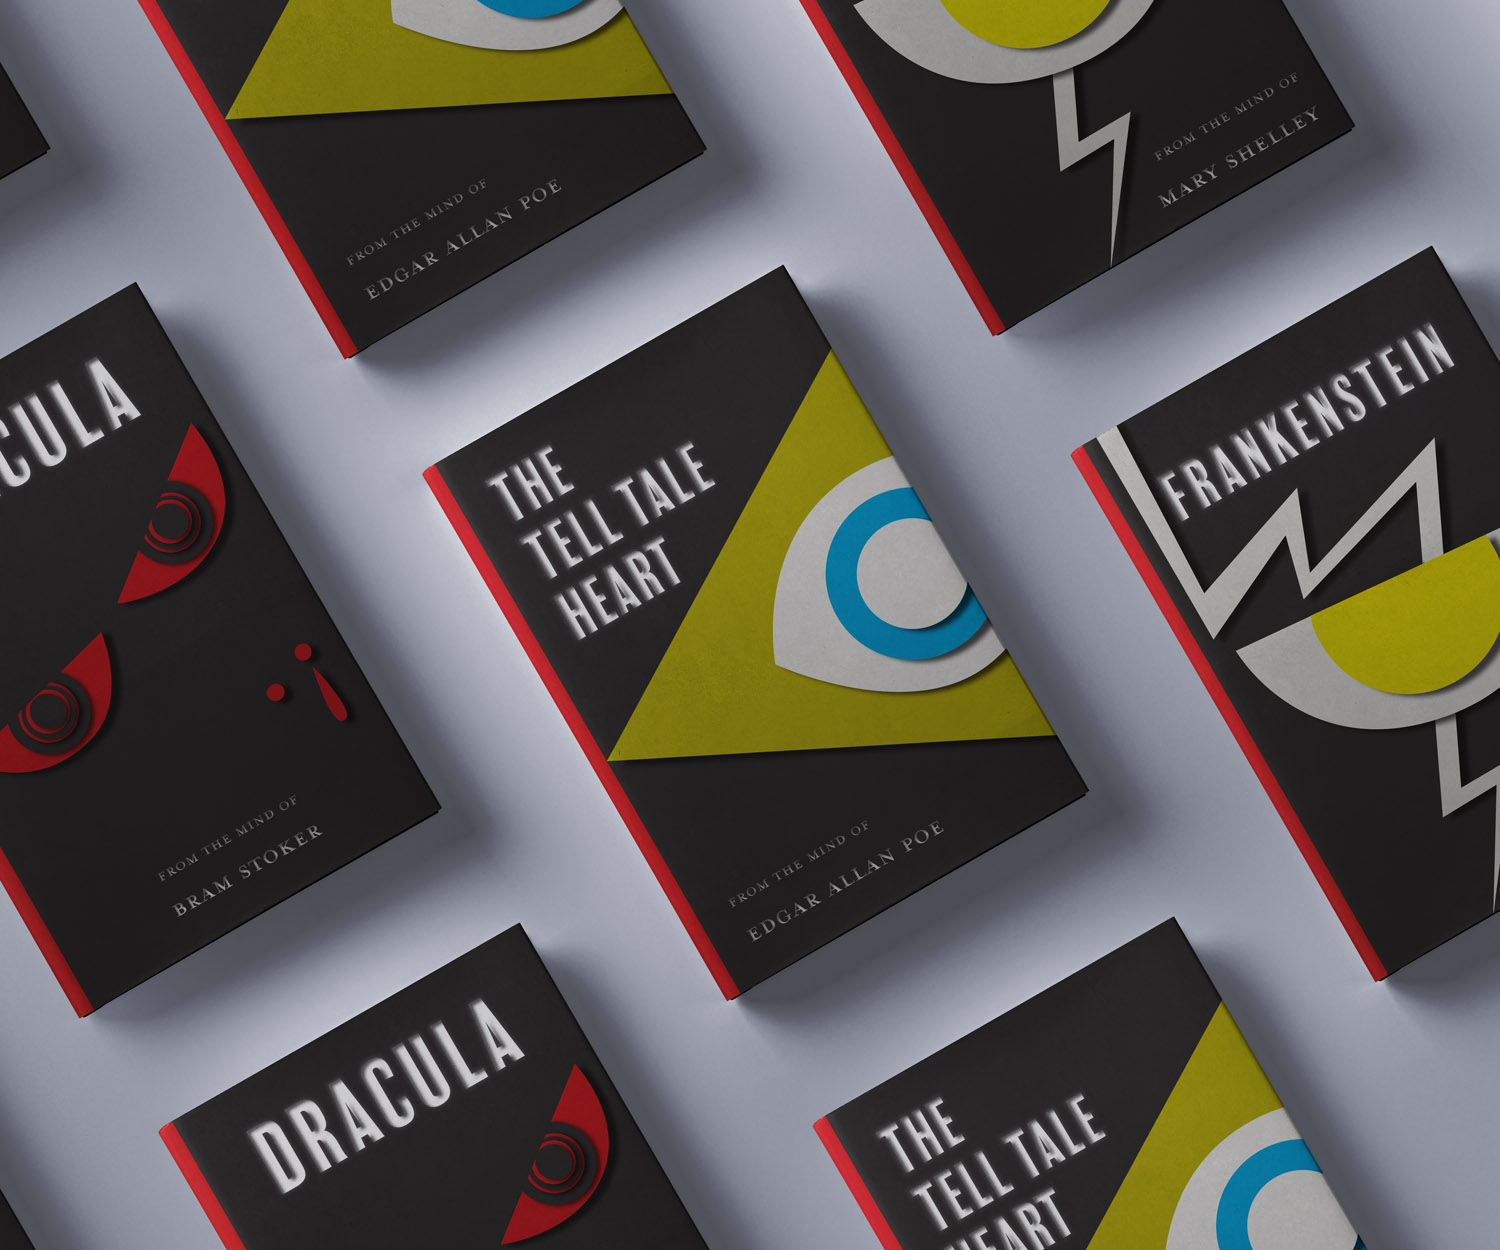 FROM THE MIND OF
EDGAR ALLAN POE
FROM THE MIND OF
MARY SHELLEY
CULA
FROM THE MIND OF
BRAM STOKER
THE
TELL TALE
HEART
FROM THE MIND OF
EDGAR ALLAN POE
FRANKENSTEIN
DRACULA
THE
TELL TALE
HEART